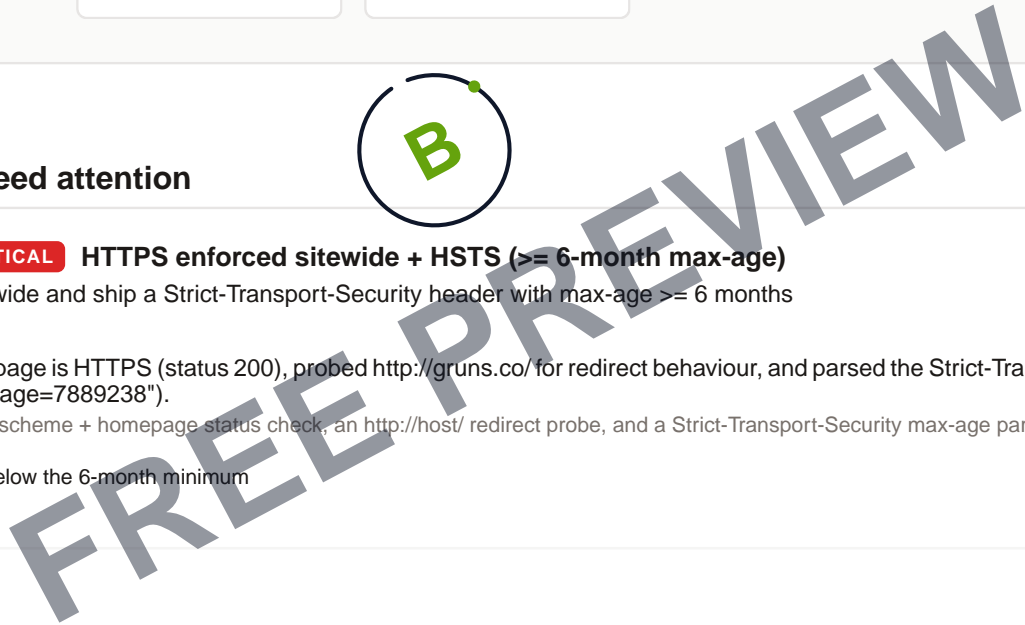 B
eed attention
TICAL HTTPS enforced sitewide + HSTS (>= 6-month max-age)
wide and ship a Strict-Transport-Security header with max-age >= 6 months
page is HTTPS (status 200), probed http://gruns.co/ for redirect behaviour, and parsed the Strict-Tra
age=7889238").
scheme + homepage status check, an http://host/ redirect probe, and a Strict-Transport-Security max-age par
elow the 6-month minimum
FREE PREVIEW